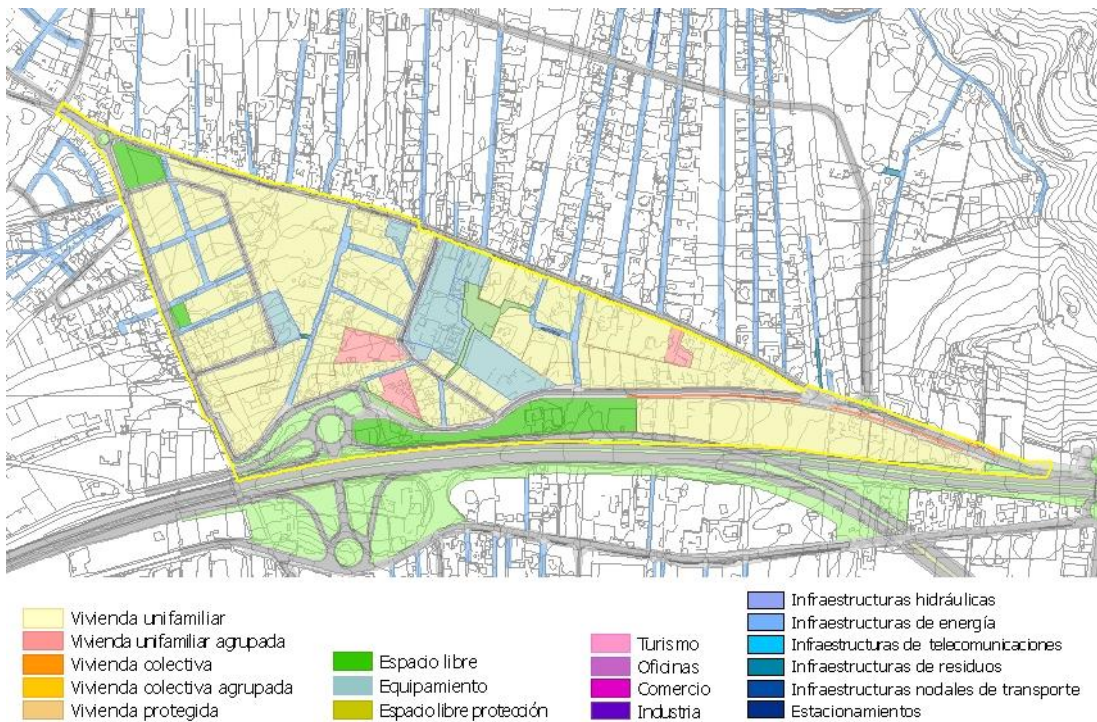 Vivienda unifamiliar
Vivienda unifamiliar agrupada
Vivienda colectiva
Vivienda colectiva agrupada
Vivienda protegida
Espacio libre
Equipamiento
Espacio libre protección
Turismo
Oficinas
Comercio
Industria
Infraestructuras hidráulicas
Infraestructuras de energía
Infraestructuras de telecomunicaciones
Infraestructuras de residuos
Infraestructuras nodales de transporte
Estacionamientos